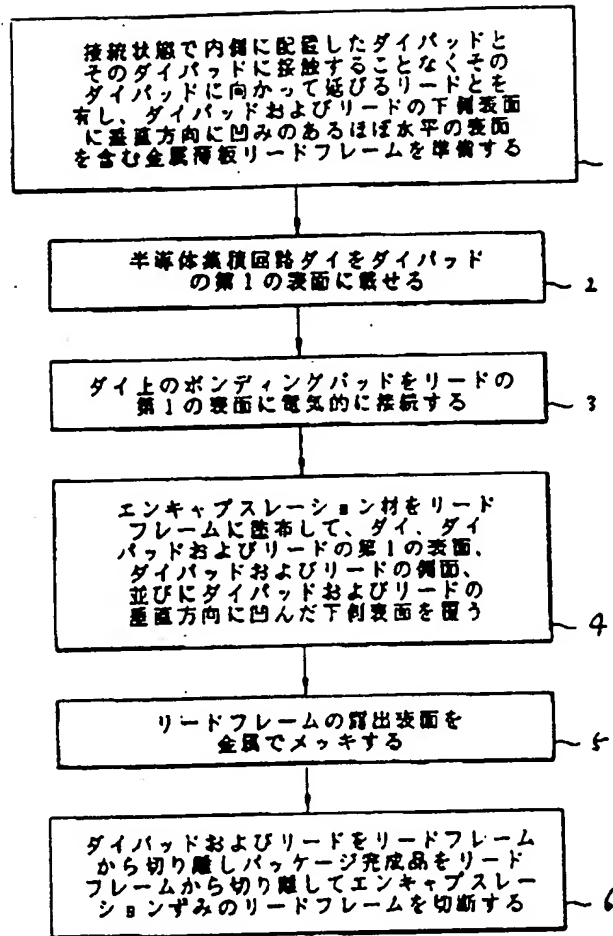 接続状態で内側に配置したダイパッドと
そのダイパッドに接触することなくその
ダイパッドに向かって延びるリードとを
有し、ダイパッドおよびリードの下側表面
に垂直方向に凹みのあるほぼ水平の表面
を含む金属薄板リードフレームを準備する
半導体集積回路ダイをダイパッド
の第1の表面に載せる
2
ダイ上のボンディングパッドをリードの
第1の表面に電気的に接続する
3
エンキャプスレーション材をリード
フレームに塗布して、ダイ、ダイ
パッドおよびリードの第1の表面、
ダイパッドおよびリードの側面、
並びにダイパッドおよびリードの
垂直方向に凹んだ下側表面を覆う
4
リードフレームの露出表面を
金属でメッキする
5
ダイパッドおよびリードをリードフレーム
から切り離しパッケージ完成品をリード
フレームから切り離してエンキャプスレー
ションずみのリードフレームを切断する
6